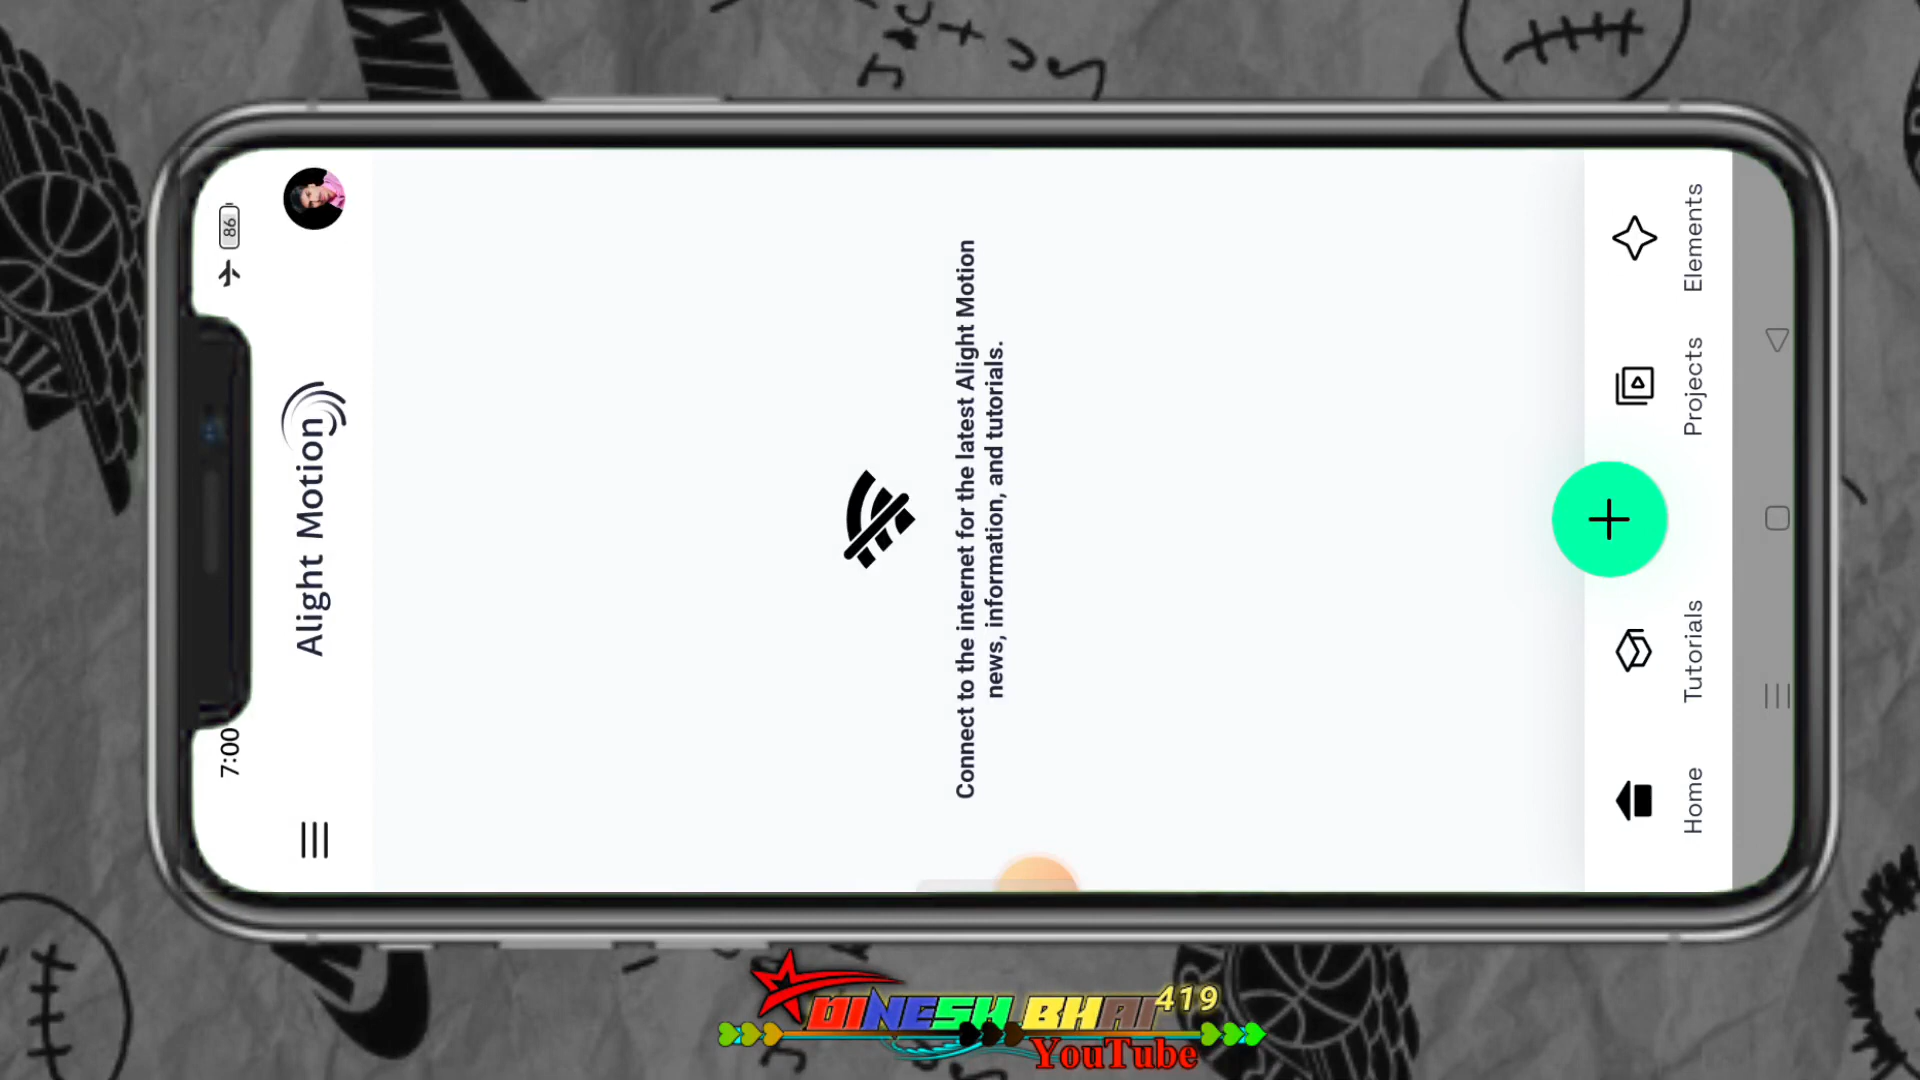 7:00
86
Alight Motion
Connect to the internet for the latest Alight Motion
news, information, and tutorials.
Home
Tutorials
Projects
Elements
DINESH BHAI 419
YouTube